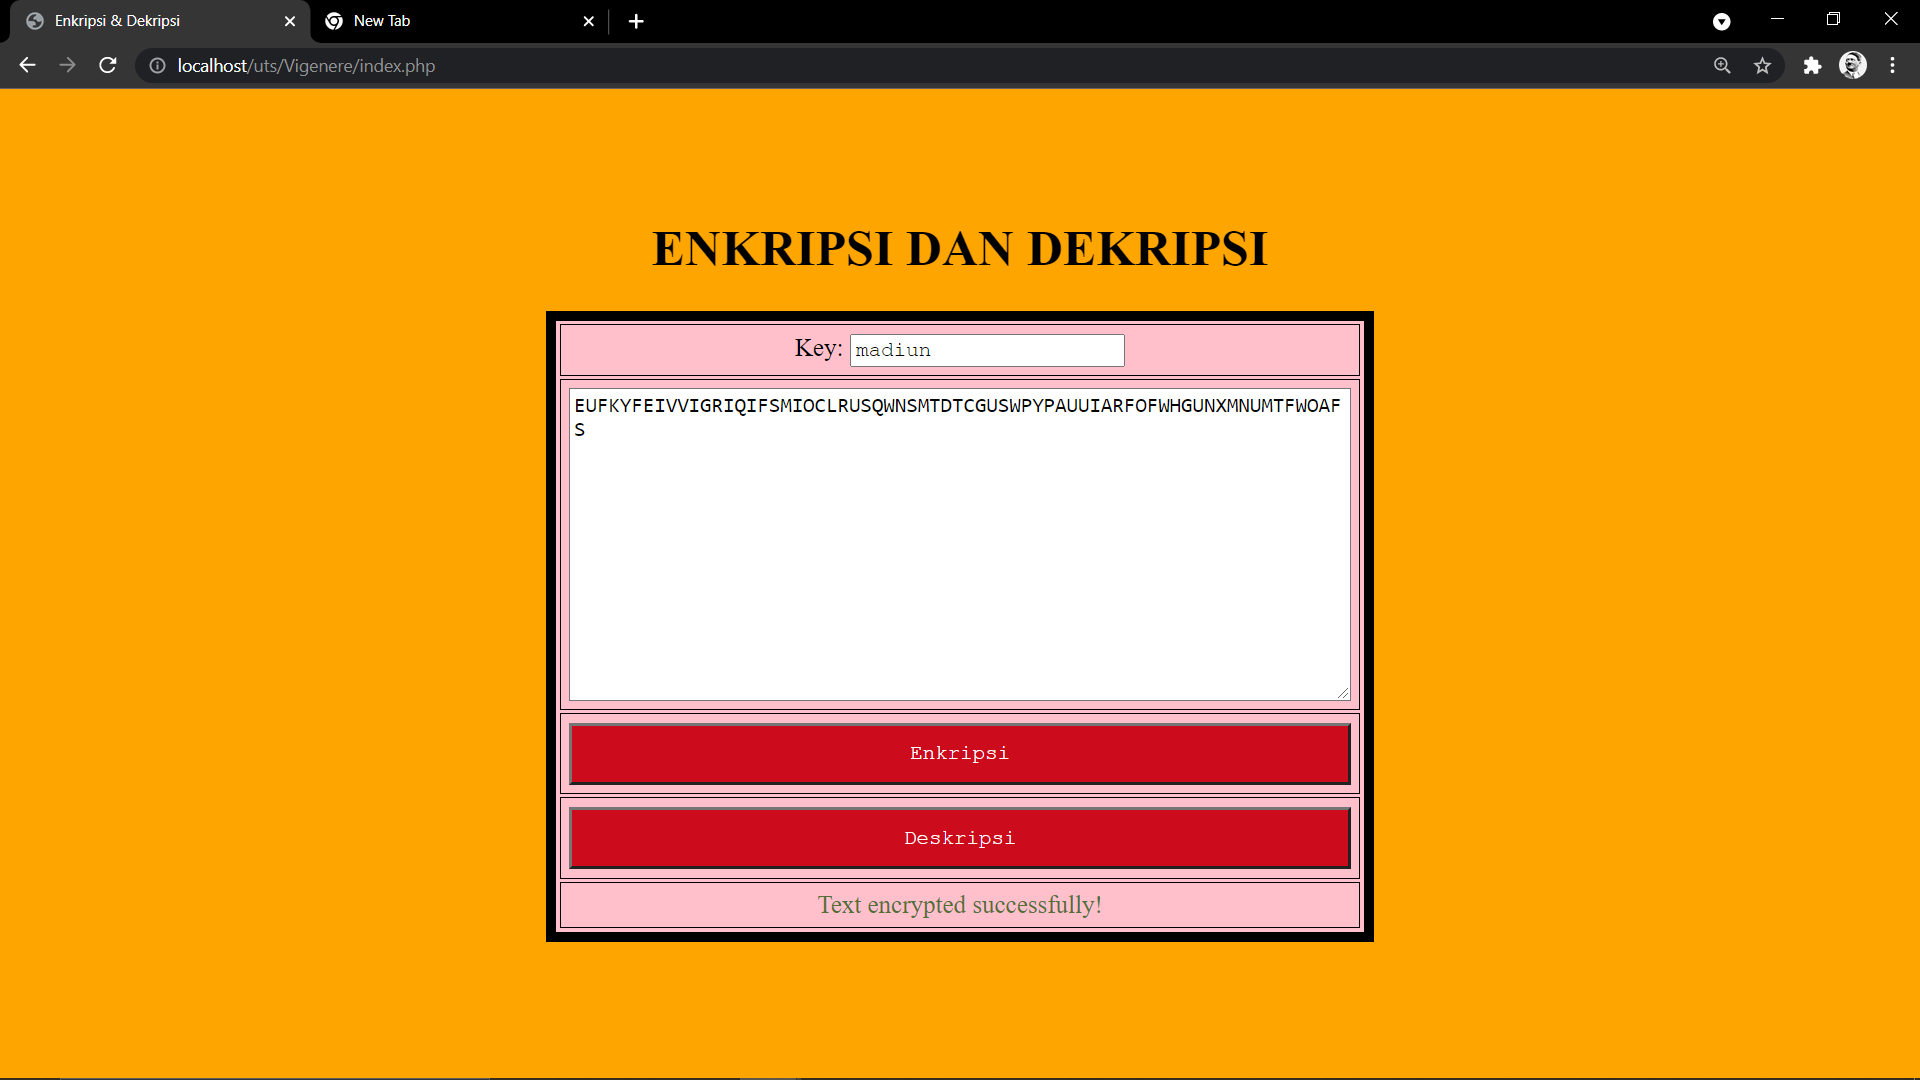 Enkripsi & Dekripsi
New Tab
localhost/uts/Vigenere/index.php
ENKRIPSI DAN DEKRIPSI
Key: madiun
EUFKYFEIVVIGRIQIFSMIOCLRUSQWNSMTDTCGUSWPYPAUUIARFOFWHGUNXMNUMTFWOAF
S
Enkripsi
Deskripsi
Text encrypted successfully!